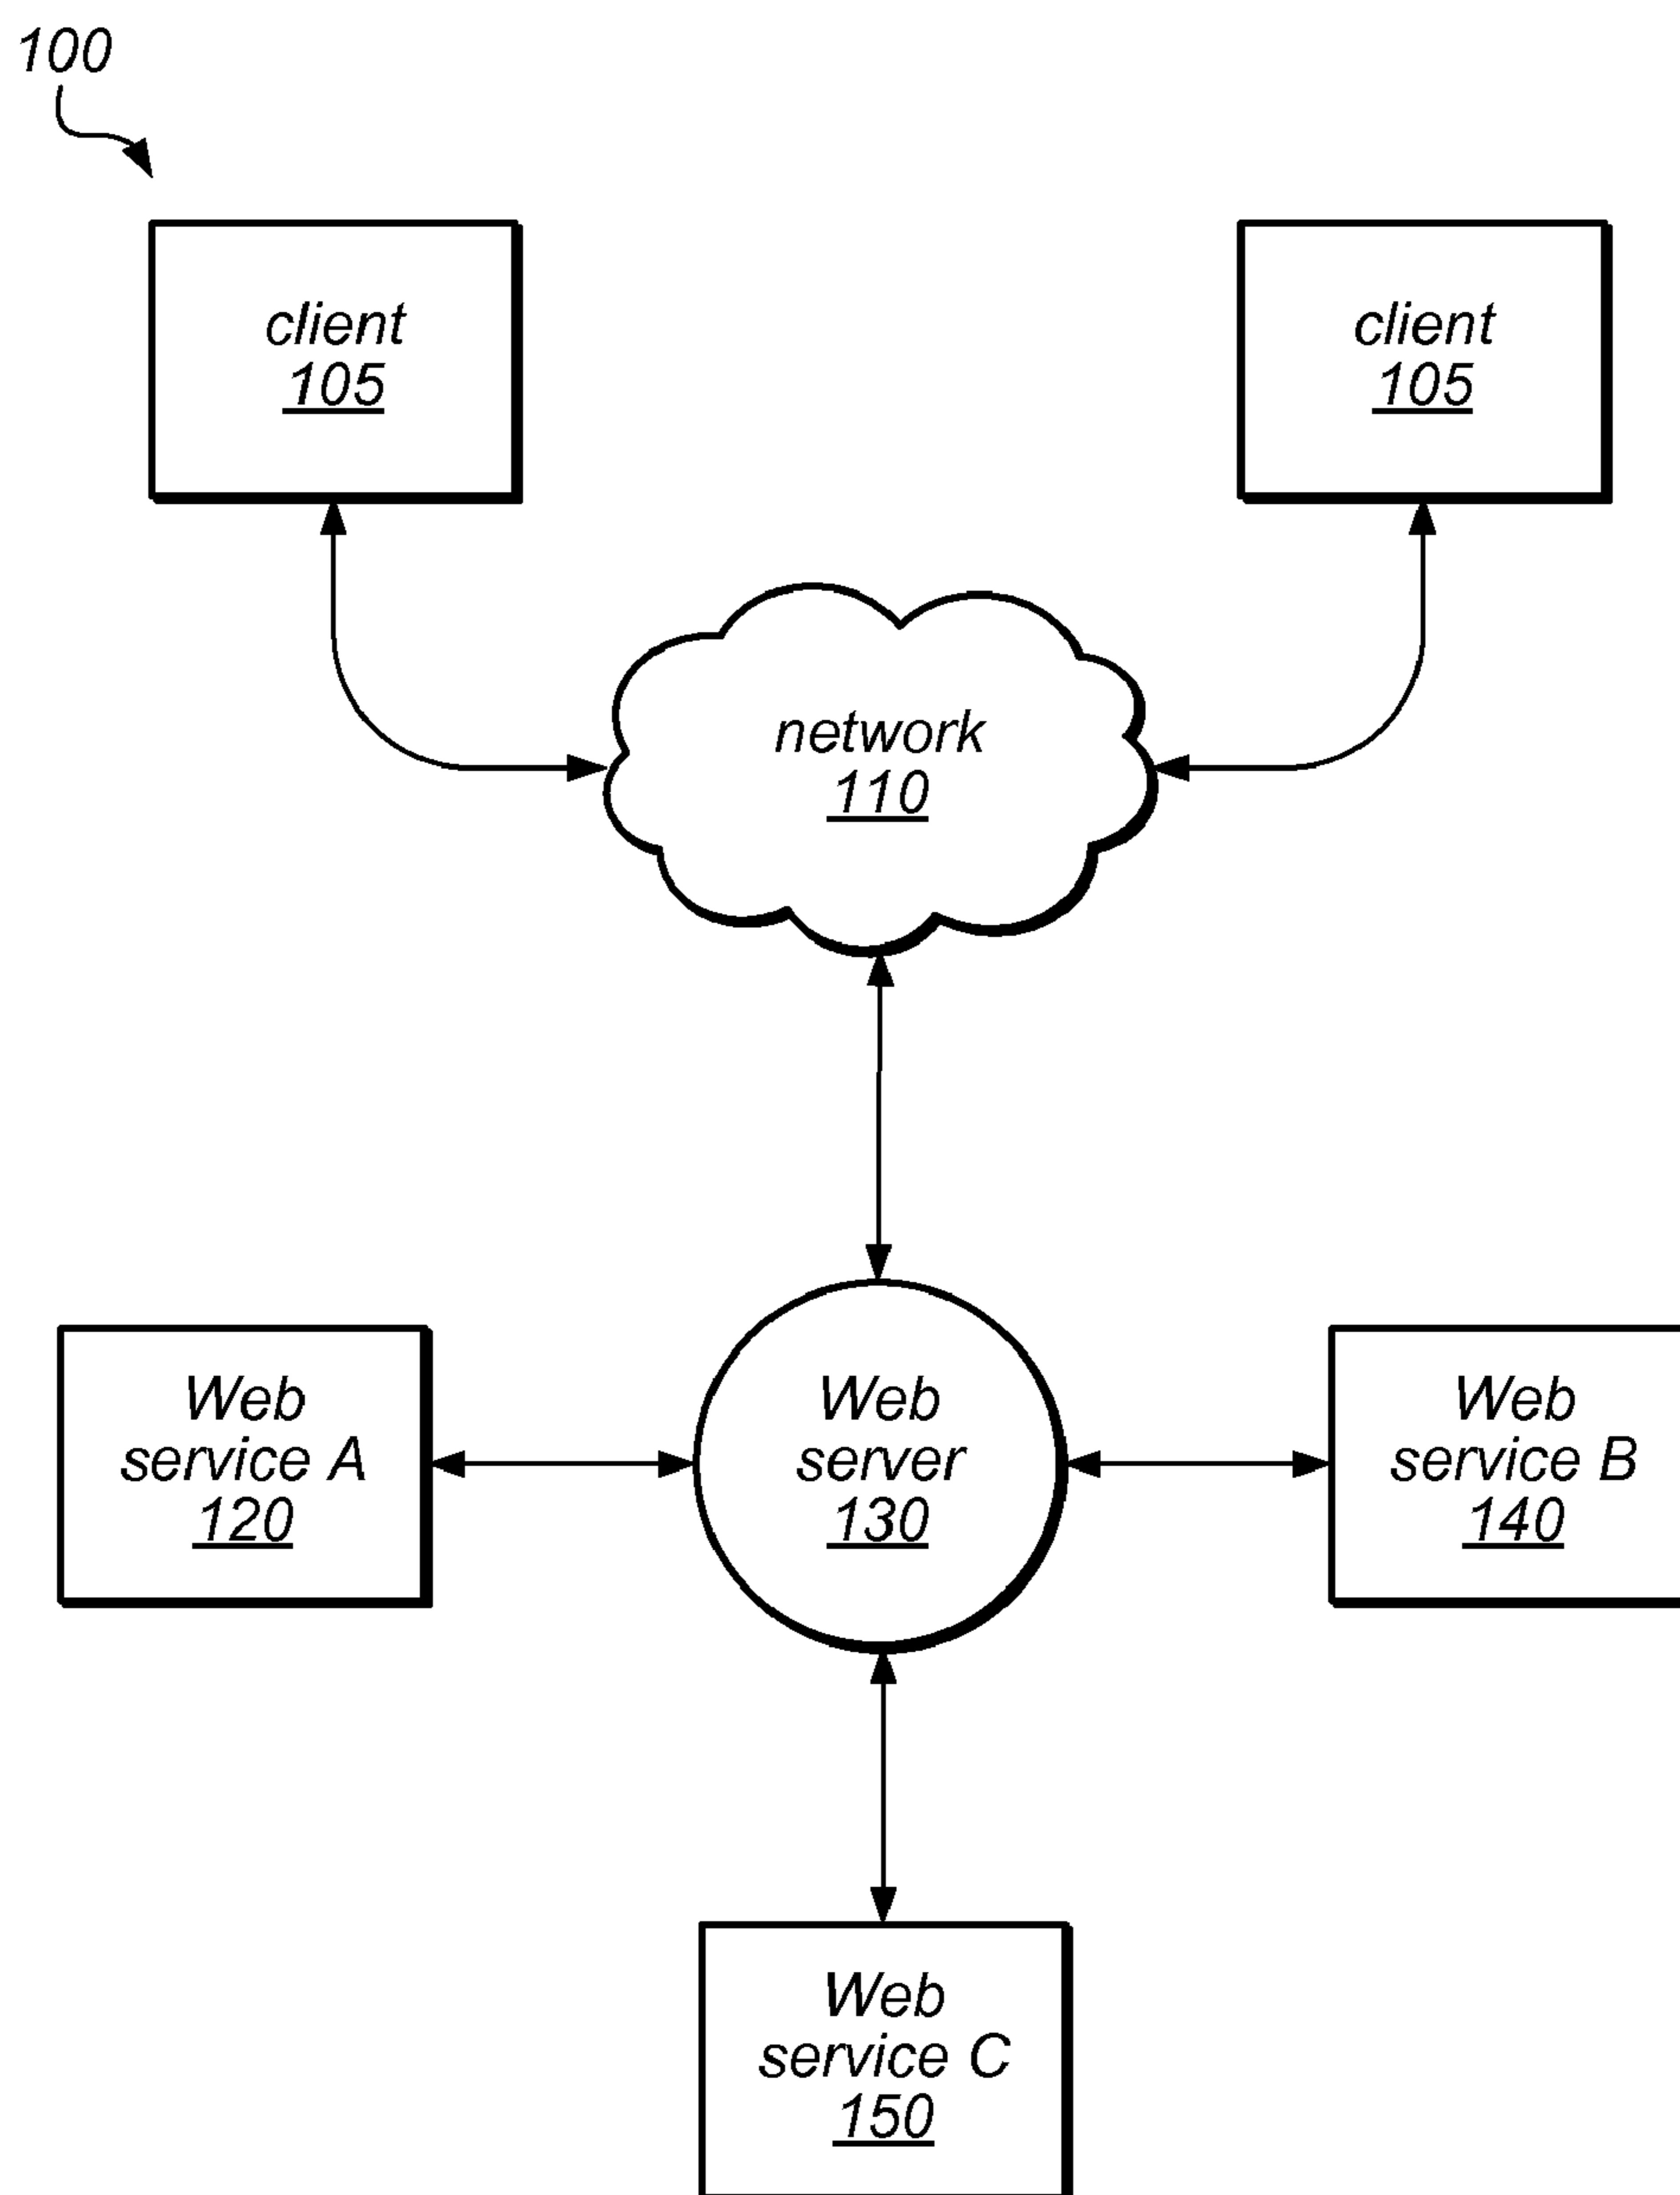 100
client
105
client
105
network
110
Web
service A
120
Web
server
130
Web
service B
140
Web
service C
150